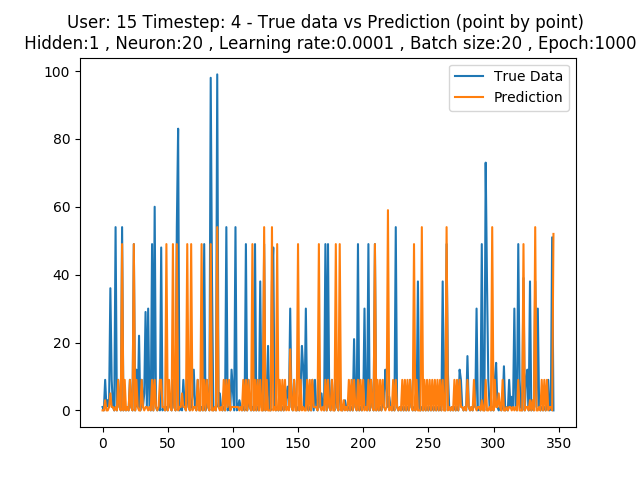 User: 15 Timestep: 4 - True data vs Prediction (point by point)
Hidden:1 , Neuron:20 , Learning rate:0.0001 , Batch size:20 , Epoch:1000
True Data
Prediction
100
80
60
40
20
0
0 50 100 150 200 250 300 350